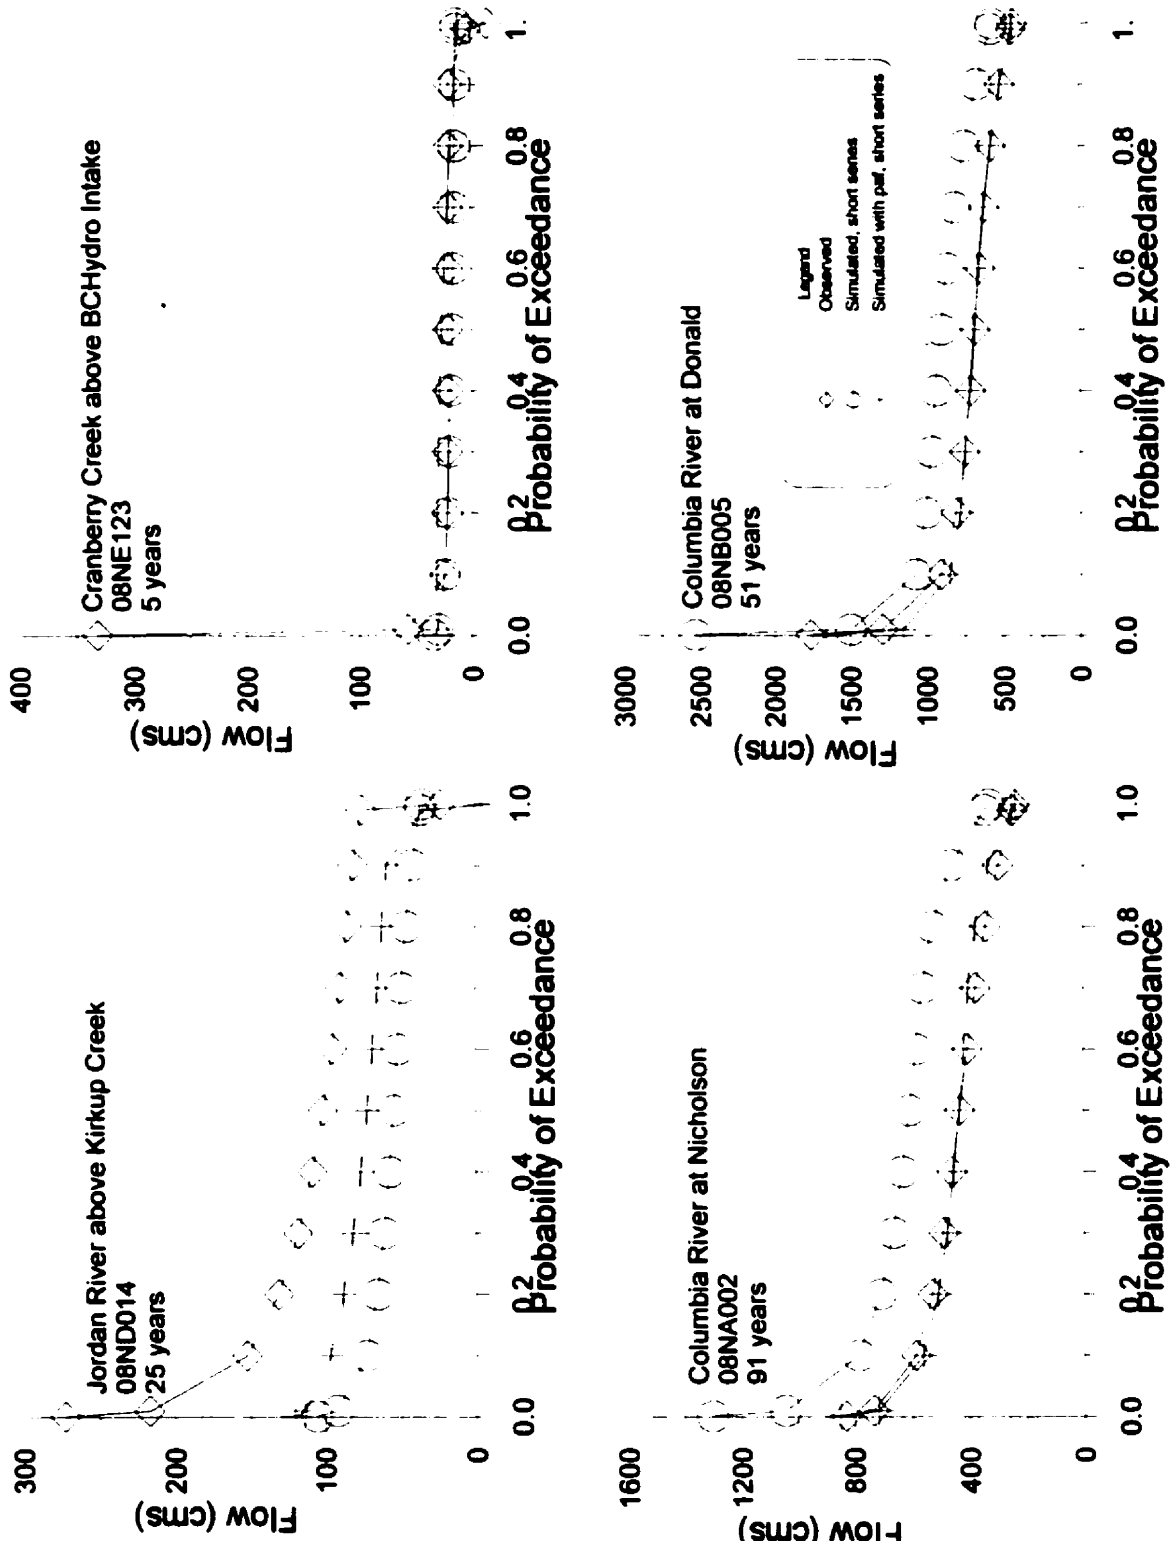 Jordan River above Kirkup Creek
08ND014
25 years
Flow (cms)
300
200
100
0
0.0
0.2
0.4
0.6
0.8
1.0
Probability of Exceedance
Cranberry Creek above BCHydro Intake
08NE123
5 years
Flow (cms)
400
300
200
100
0
0.0
0.2
0.4
0.6
0.8
1.
Probability of Exceedance
Columbia River at Nicholson
08NA002
91 years
Flow (cms)
1600
1200
800
400
0
0.0
0.2
0.4
0.6
0.8
1.0
Probability of Exceedance
Columbia River at Donald
08NB005
51 years
Flow (cms)
3000
2500
2000
1500
1000
500
0
0.0
0.2
0.4
0.6
0.8
1.
Probability of Exceedance
Legend
Observed
Simulated, short series
Simulated with paf, short series